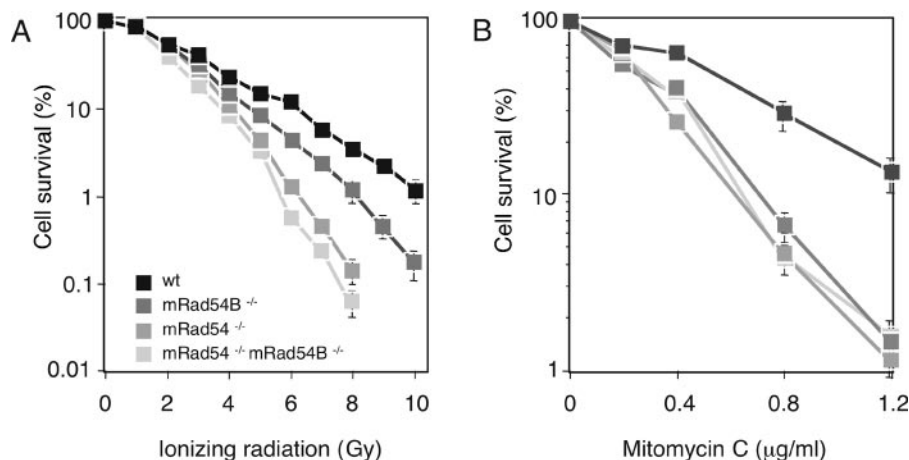 A
Cell survival (%)
100
10
1
0.1
0.01
wt
mRad54B -/-
mRad54 -/-
mRad54 -/- mRad54B -/-
0 2 4 6 8 10
Ionizing radiation (Gy)
B
Cell survival (%)
100
10
1
0 0.4 0.8 1.2
Mitomycin C (μg/ml)